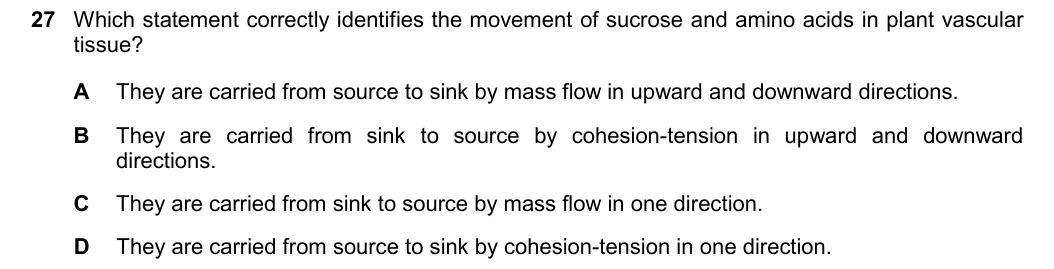 27 Which statement correctly identifies the movement of sucrose and amino acids in plant vascular
tissue?
A They are carried from source to sink by mass flow in upward and downward directions.
B They are carried from sink to source by cohesion-tension in upward and downward
directions.
C They are carried from sink to source by mass flow in one direction.
D They are carried from source to sink by cohesion-tension in one direction.